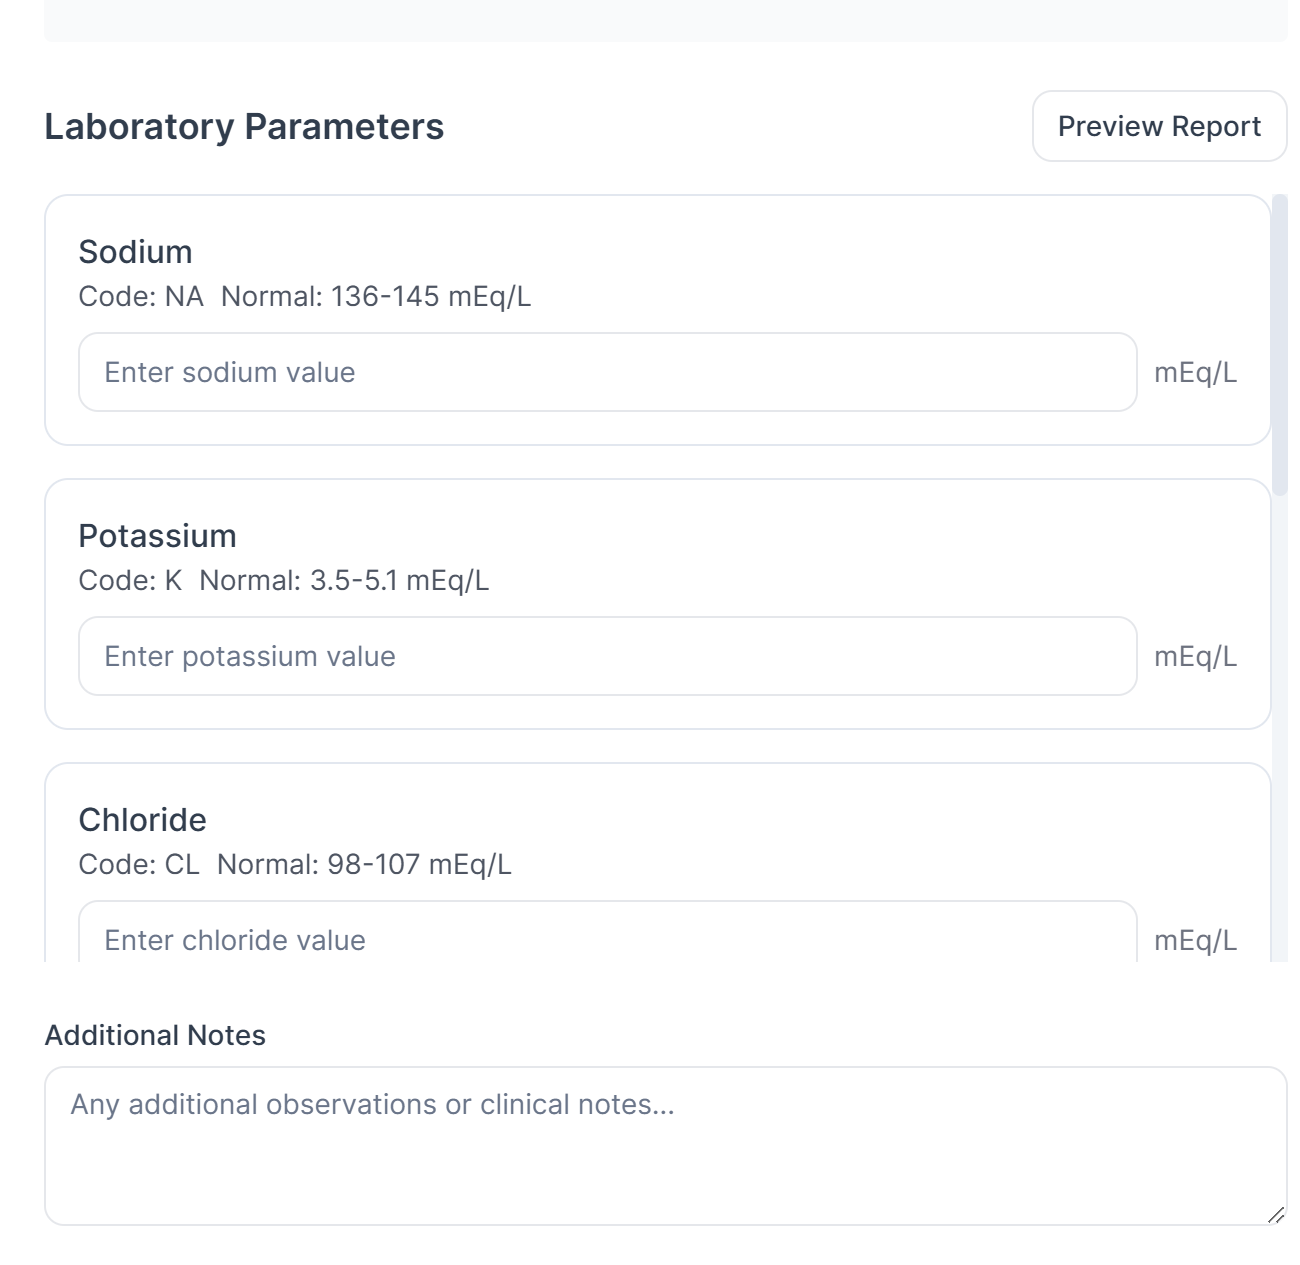 Laboratory Parameters
Preview Report
Sodium
Code: NA  Normal: 136-145 mEq/L
Enter sodium value
mEq/L
Potassium
Code: K  Normal: 3.5-5.1 mEq/L
Enter potassium value
mEq/L
Chloride
Code: CL  Normal: 98-107 mEq/L
Enter chloride value
mEq/L
Additional Notes
Any additional observations or clinical notes...